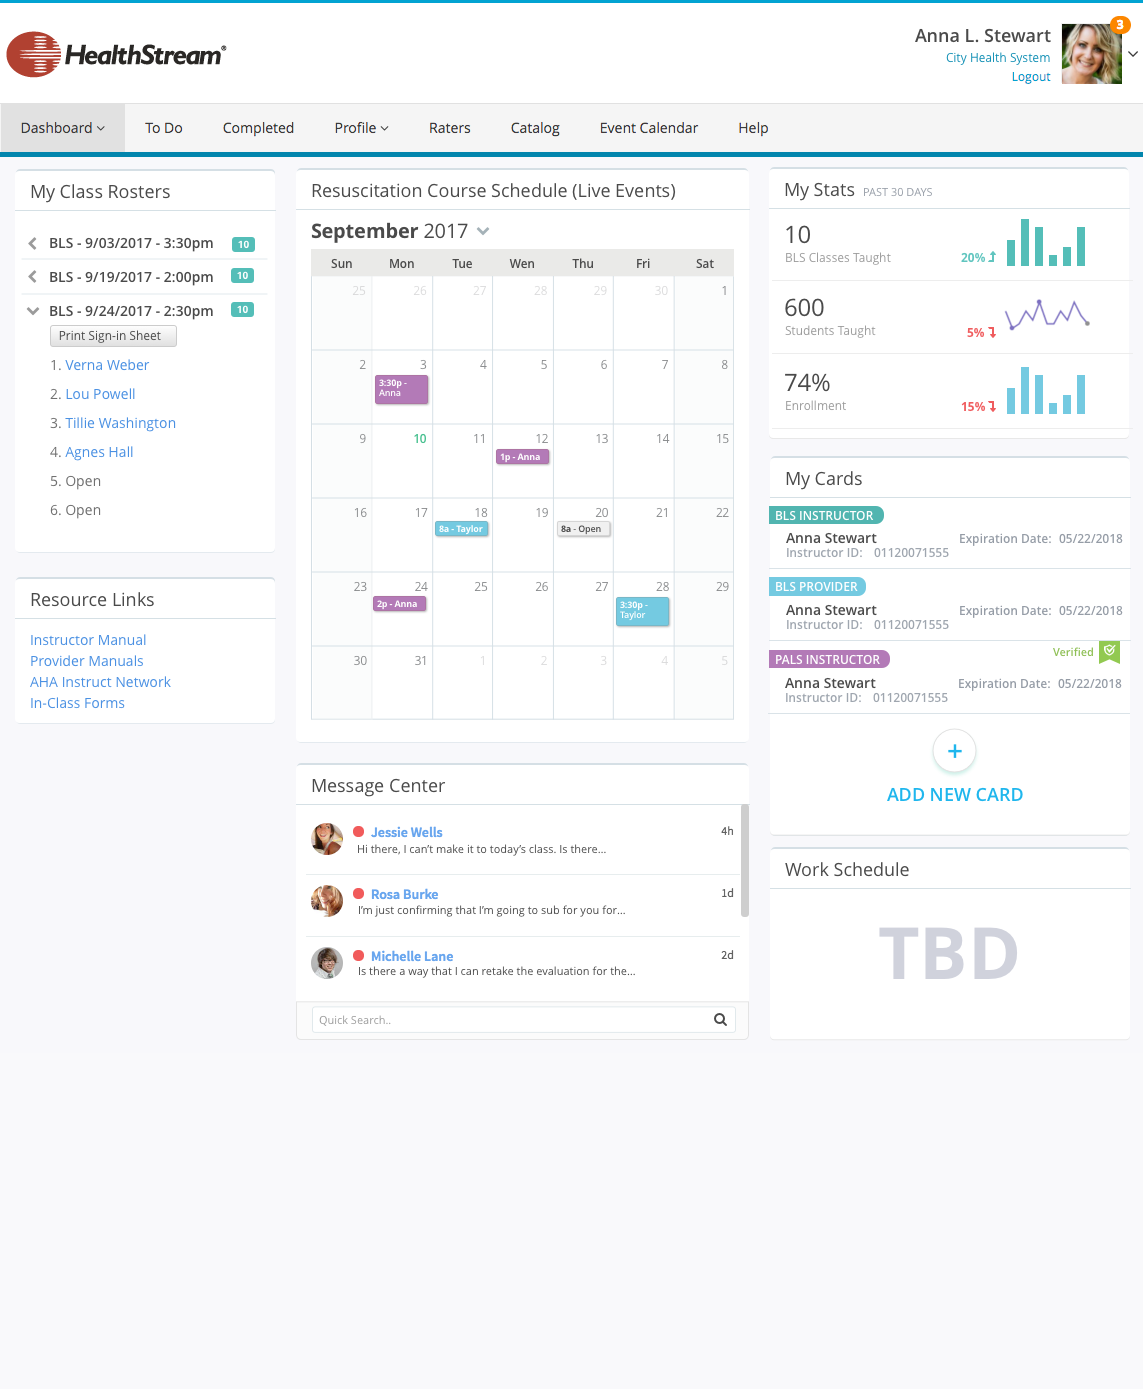 HealthStream®
Anna L. Stewart
3
City Health System
Logout
Dashboard
To Do
Completed
Profile
Raters
Catalog
Event Calendar
Help
My Class Rosters
BLS - 9/03/2017 - 3:30pm 10
BLS - 9/19/2017 - 2:00pm 10
BLS - 9/24/2017 - 2:30pm 10
Print Sign-in Sheet
1. Verna Weber
2. Lou Powell
3. Tillie Washington
4. Agnes Hall
5. Open
6. Open
Resource Links
Instructor Manual
Provider Manuals
AHA Instruct Network
In-Class Forms
Resuscitation Course Schedule (Live Events)
September 2017
Sun Mon Tue Wen Thu Fri Sat
25 26 27 28 29 30 1
2 3 4 5 6 7 8
3:30p -
Anna
9 10 11 12 13 14 15
1p - Anna
16 17 18 19 20 21 22
8a - Taylor 8a - Open
23 24 25 26 27 28 29
2p - Anna 3:30p -
Taylor
30 31 1 2 3 4 5
Message Center
Jessie Wells 4h
Hi there, I can't make it to today's class. Is there...
Rosa Burke 1d
I'm just confirming that I'm going to sub for you for...
Michelle Lane 2d
Is there a way that I can retake the evaluation for the...
Quick Search..
My Stats PAST 30 DAYS
10
BLS Classes Taught 20%
600
Students Taught 5%
74%
Enrollment 15%
My Cards
BLS INSTRUCTOR
Anna Stewart Expiration Date: 05/22/2018
Instructor ID: 01120071555
BLS PROVIDER
Anna Stewart Expiration Date: 05/22/2018
Instructor ID: 01120071555
PALS INSTRUCTOR Verified
Anna Stewart Expiration Date: 05/22/2018
Instructor ID: 01120071555
+
ADD NEW CARD
Work Schedule
TBD